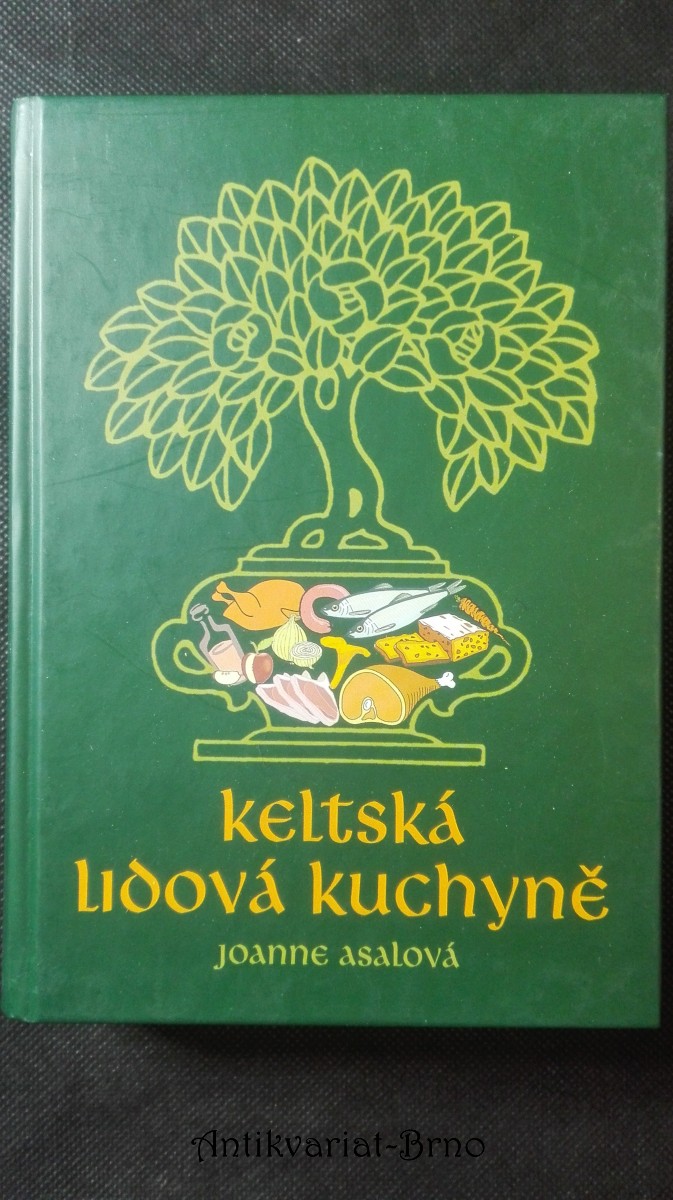 keltská
lidová kuchyně
joanne asalová
Antikvariat-Brno